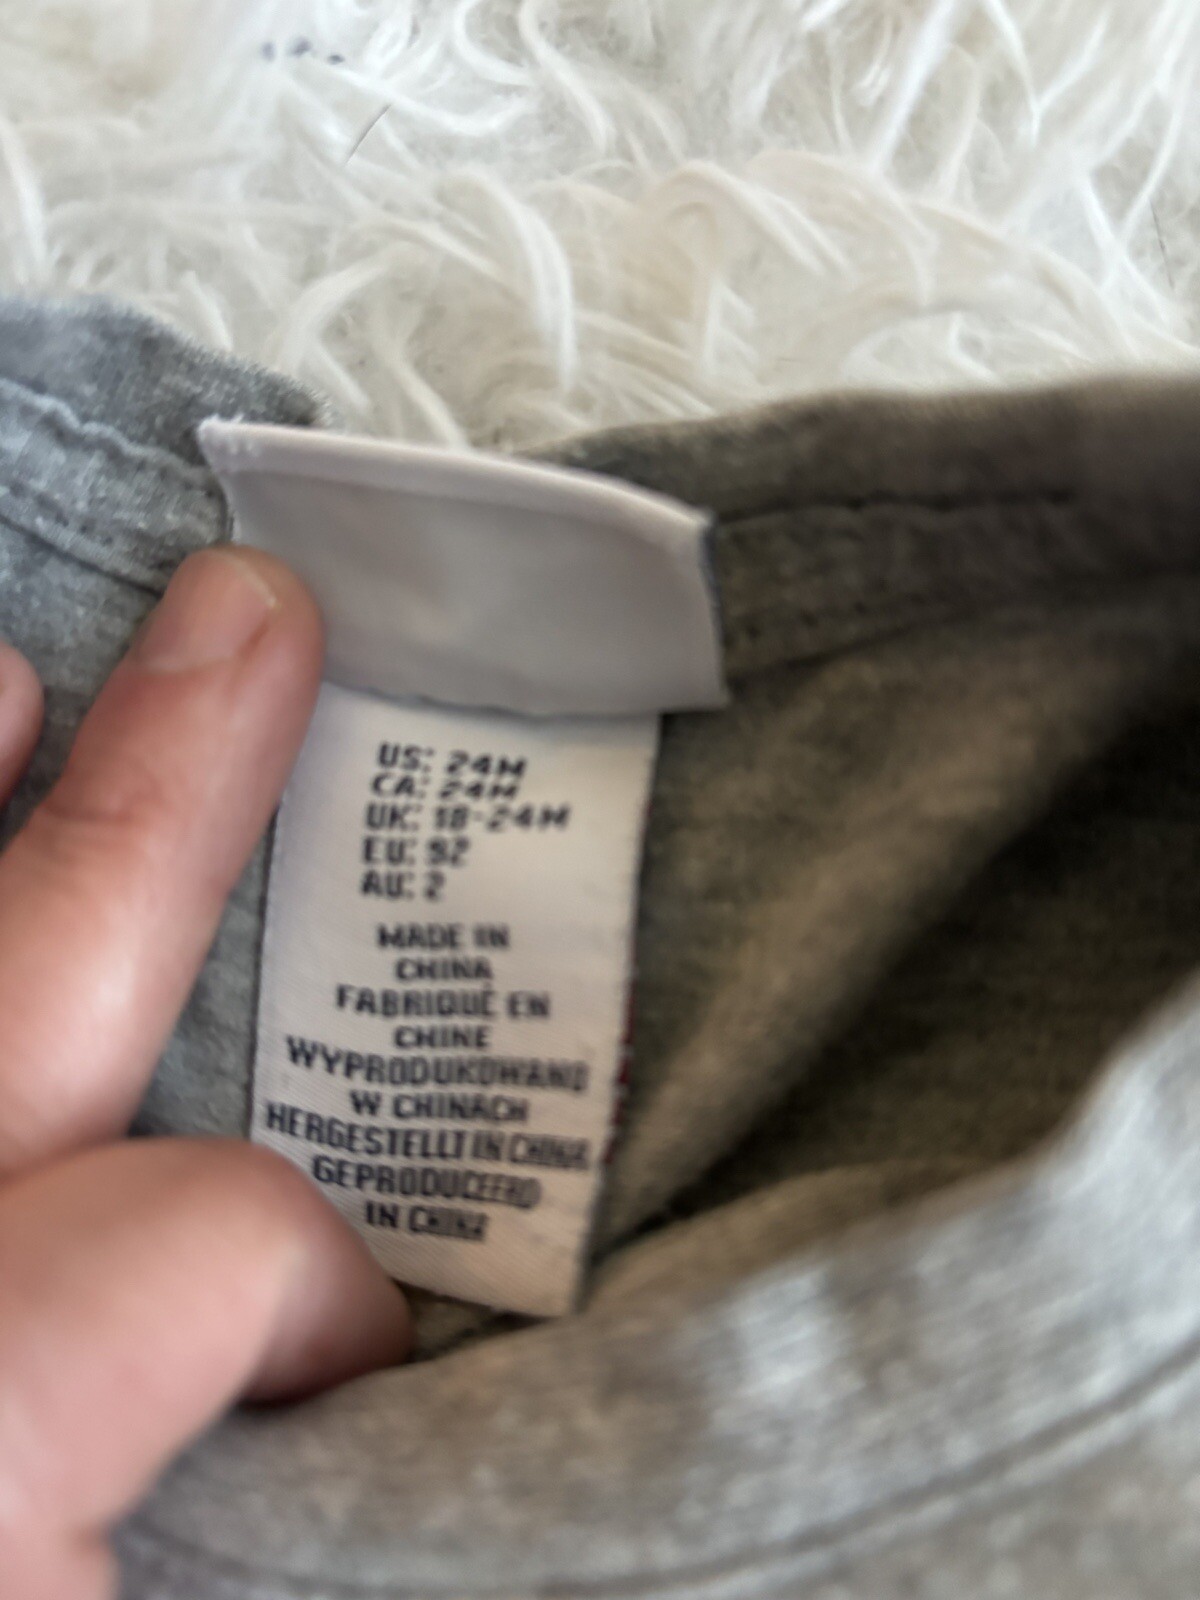 US: 24M
CA: 24M
UK: 18-24M
EU: 92
AU: 2
MADE IN
CHINA
FABRIQUÉ EN
CHINE
WYPRODUKOWANO
W CHINACH
HERGESTELLT IN CHINA
GEPRODUCEERD
IN CHINA